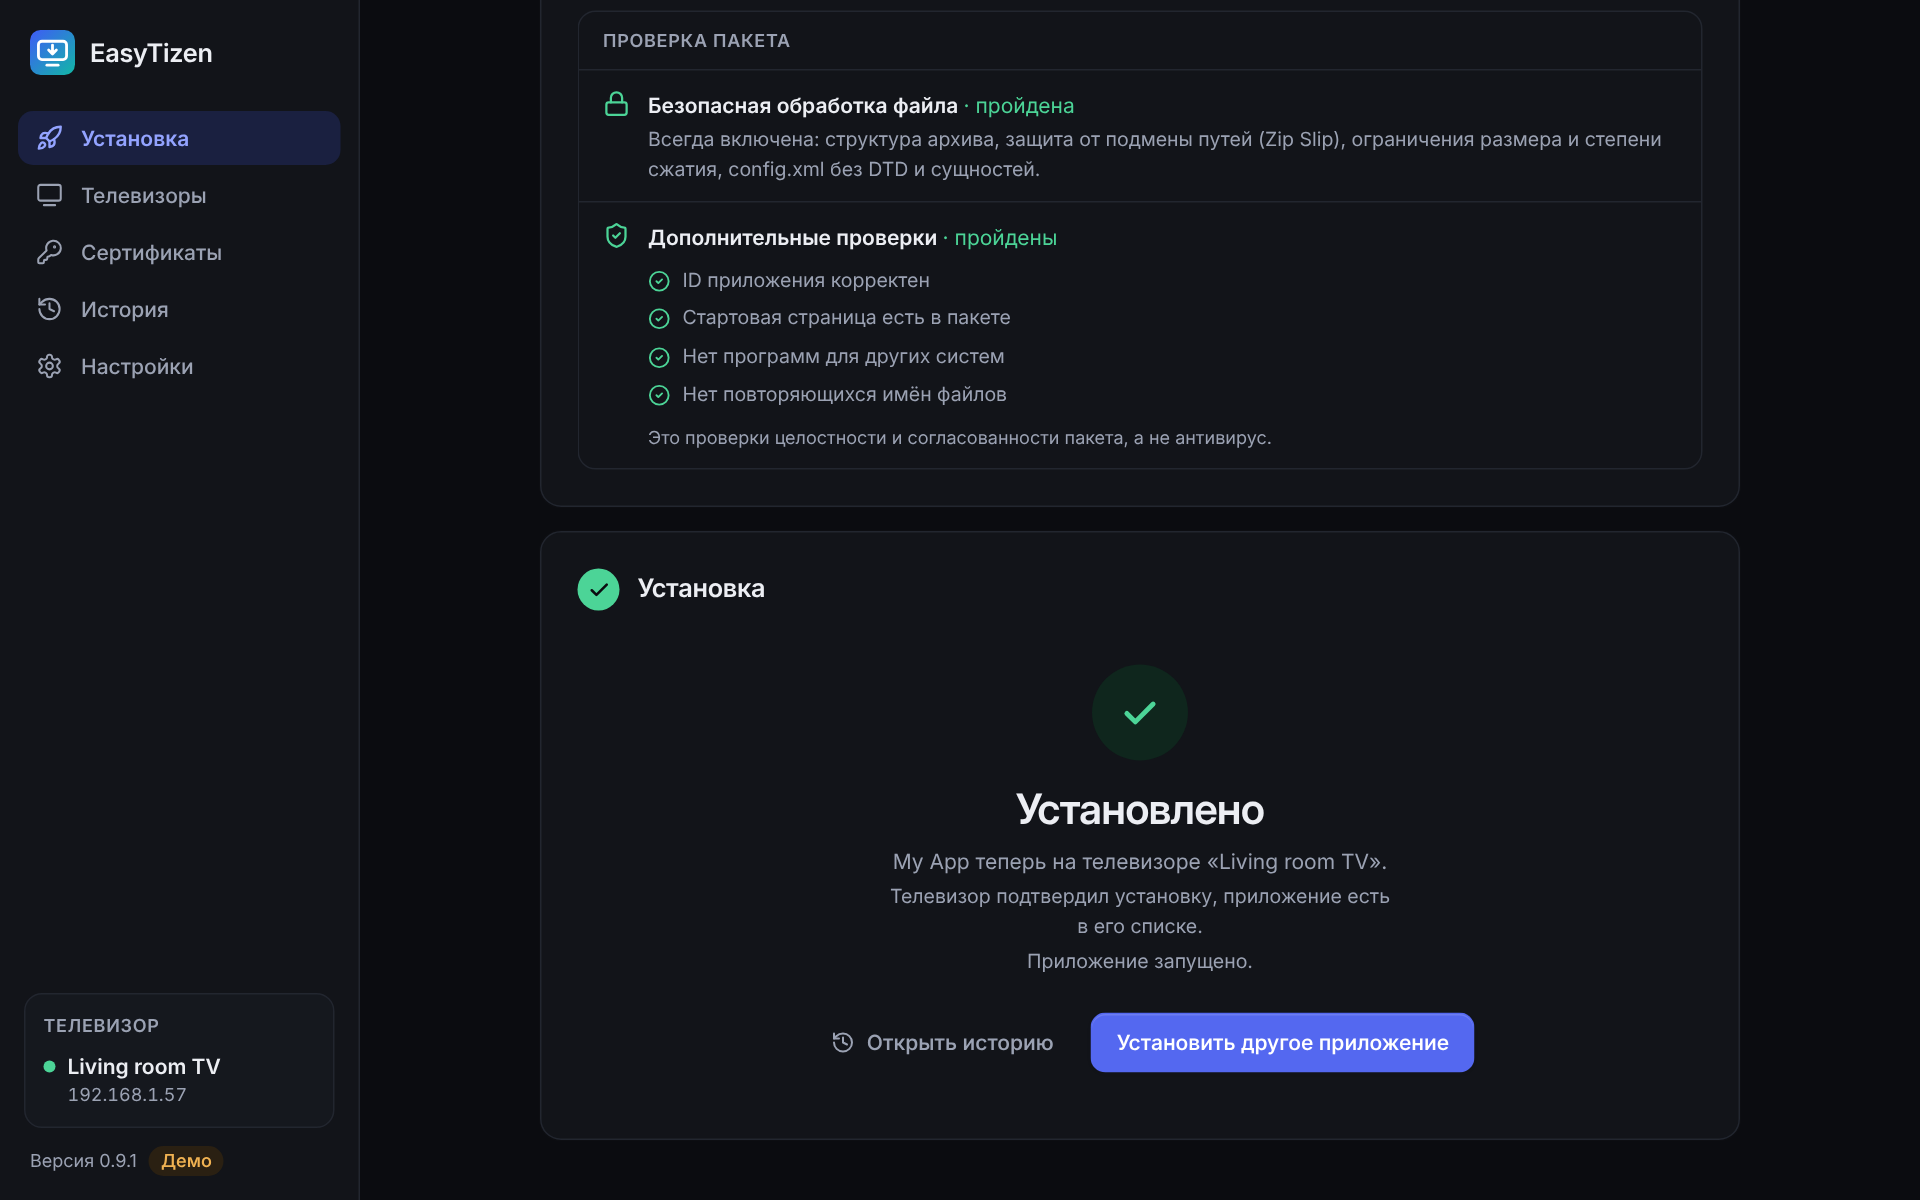 EasyTizen
Установка
Телевизоры
Сертификаты
История
Настройки
ТЕЛЕВИЗОР
Living room TV
192.168.1.57
Версия 0.9.1 Демо
ПРОВЕРКА ПАКЕТА
Безопасная обработка файла · пройдена
Всегда включена: структура архива, защита от подмены путей (Zip Slip), ограничения размера и степени
сжатия, config.xml без DTD и сущностей.
Дополнительные проверки · пройдены
ID приложения корректен
Стартовая страница есть в пакете
Нет программ для других систем
Нет повторяющихся имён файлов
Это проверки целостности и согласованности пакета, а не антивирус.
Установка
Установлено
My App теперь на телевизоре «Living room TV».
Телевизор подтвердил установку, приложение есть
в его списке.
Приложение запущено.
Открыть историю
Установить другое приложение